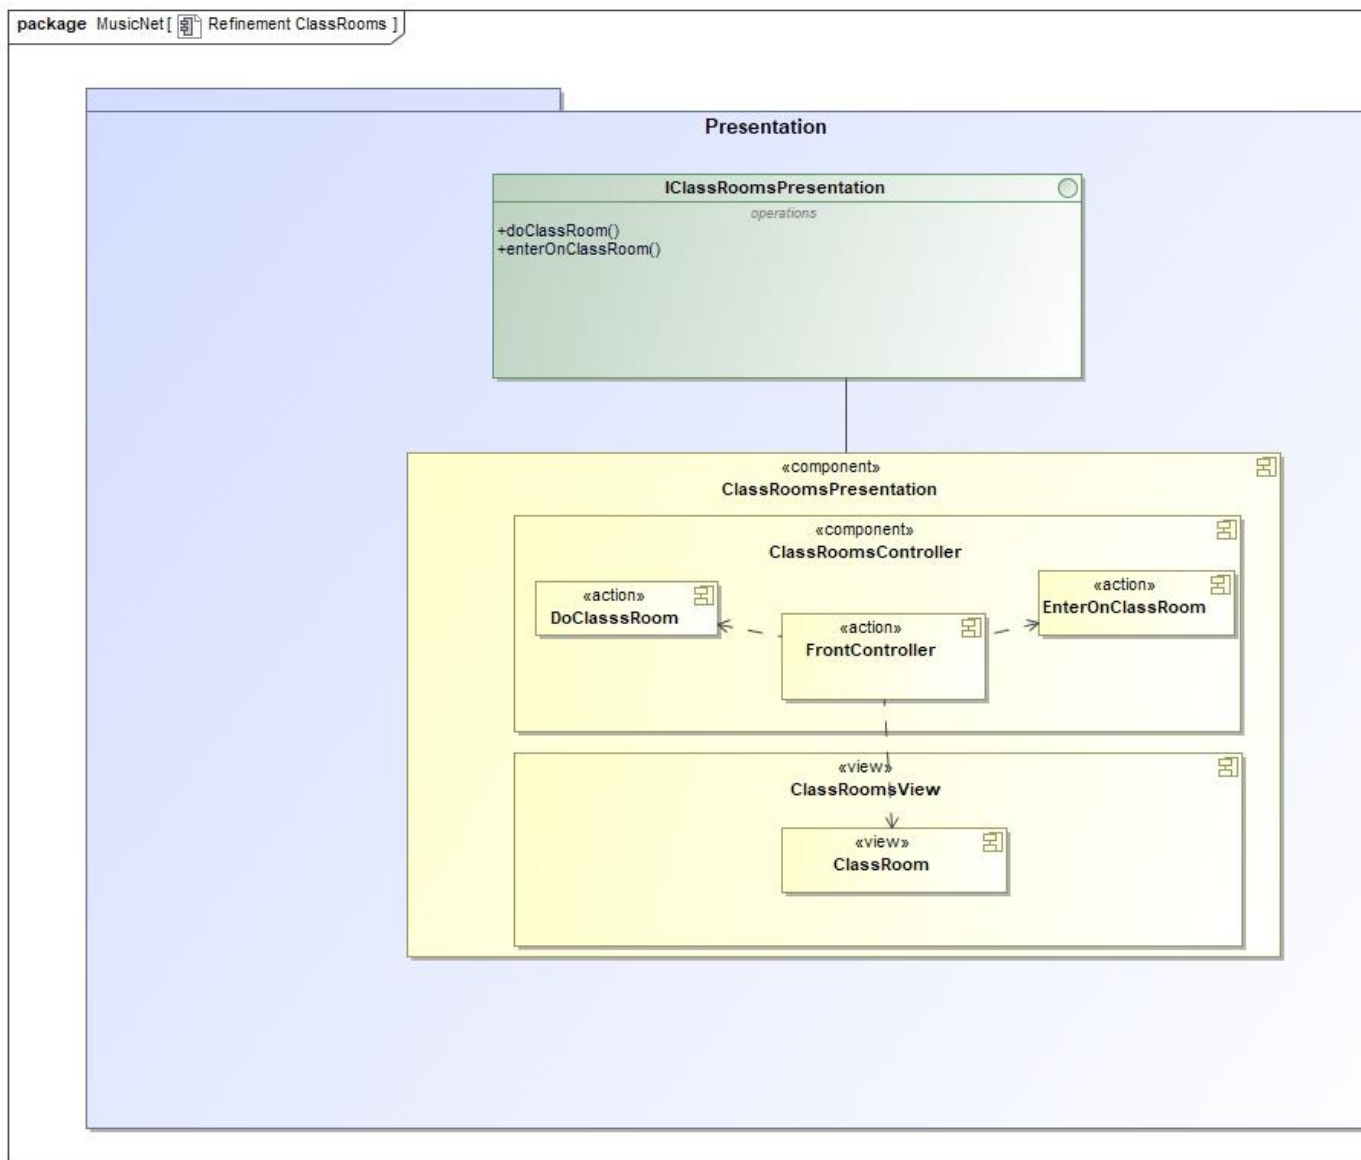 package MusicNet [ Refinement ClassRooms ]
Presentation
IClassRoomsPresentation
operations
+doClassRoom()
+enterOnClassRoom()
«component»
ClassRoomsPresentation
«component»
ClassRoomsController
«action»
DoClasssRoom
«action»
FrontController
«action»
EnterOnClassRoom
«view»
ClassRoomsView
«view»
ClassRoom